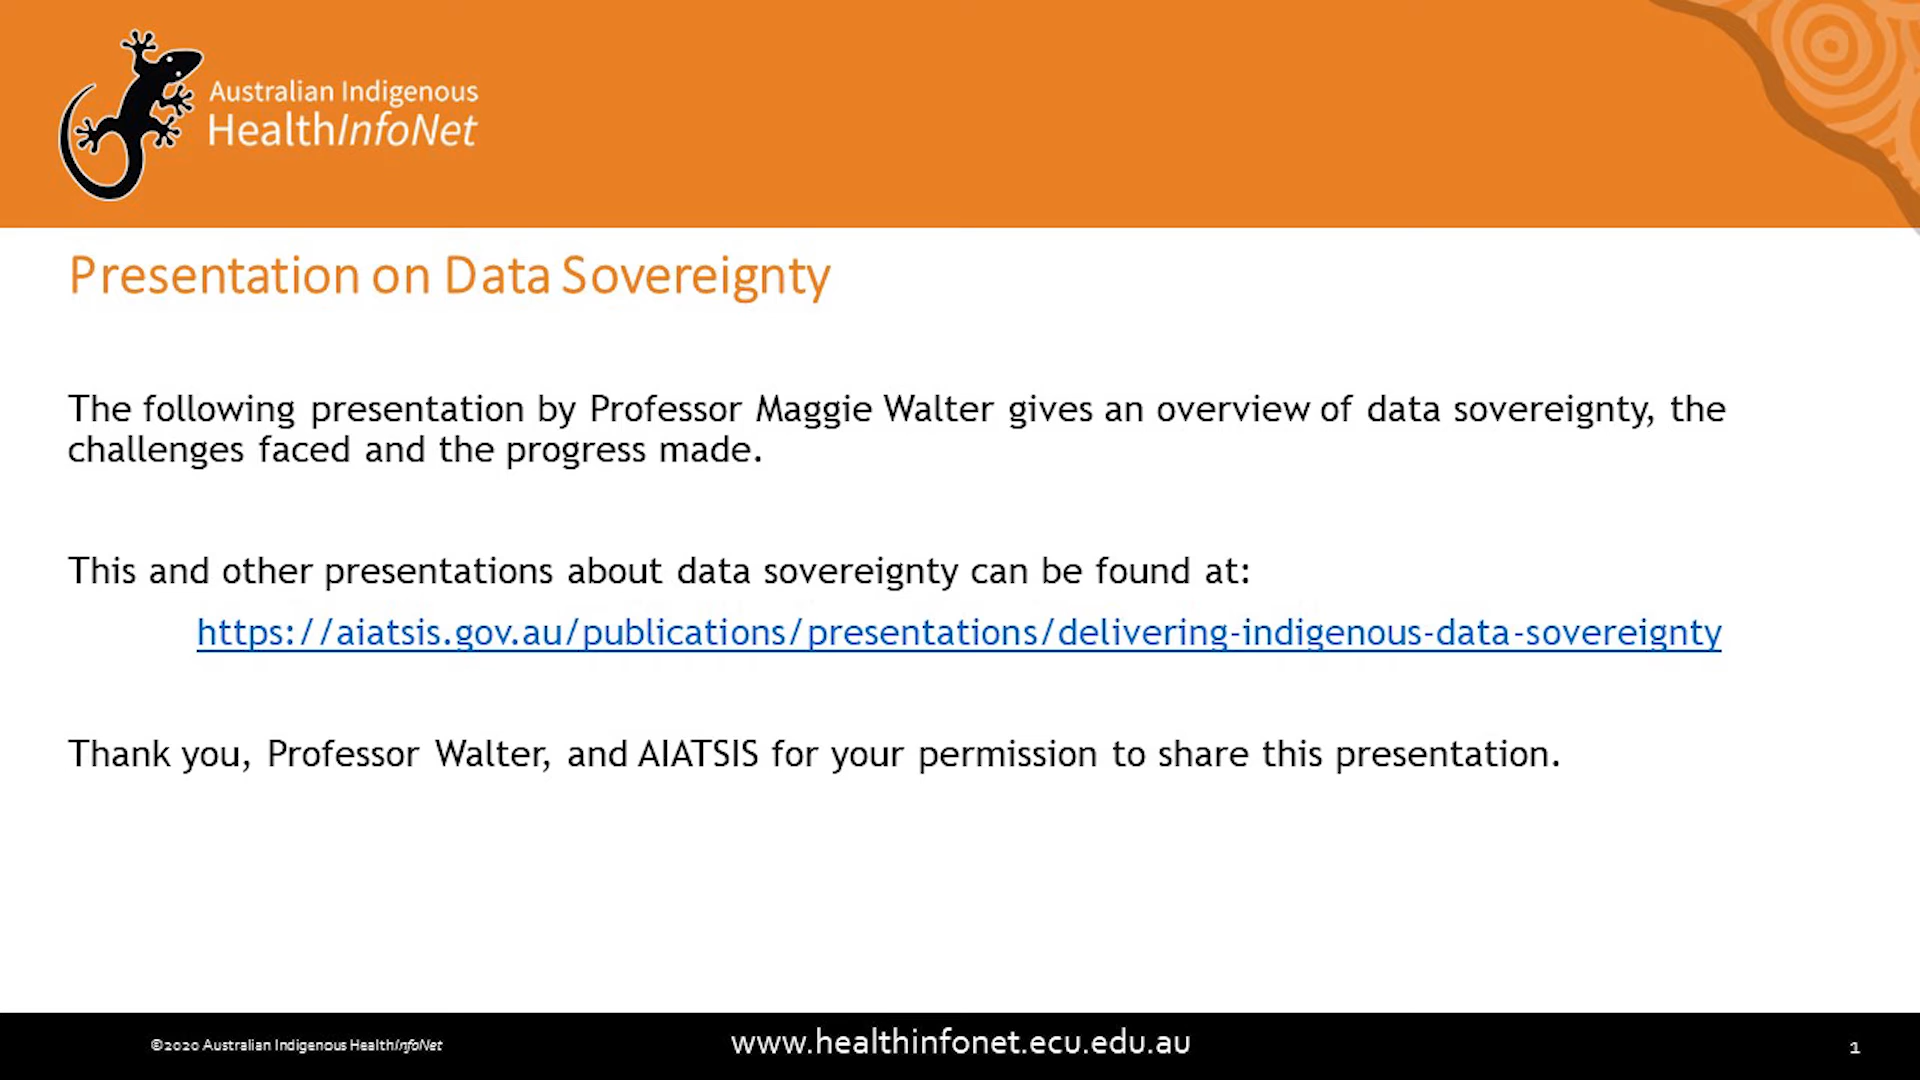 Australian Indigenous
HealthInfoNet
Presentation on Data Sovereignty
The following presentation by Professor Maggie Walter gives an overview of data sovereignty, the
challenges faced and the progress made.
This and other presentations about data sovereignty can be found at:
https://aiatsis.gov.au/publications/presentations/delivering-indigenous-data-sovereignty
Thank you, Professor Walter, and AIATSIS for your permission to share this presentation.
©2020 Australian Indigenous HealthInfoNet
www.healthinfonet.ecu.edu.au
1